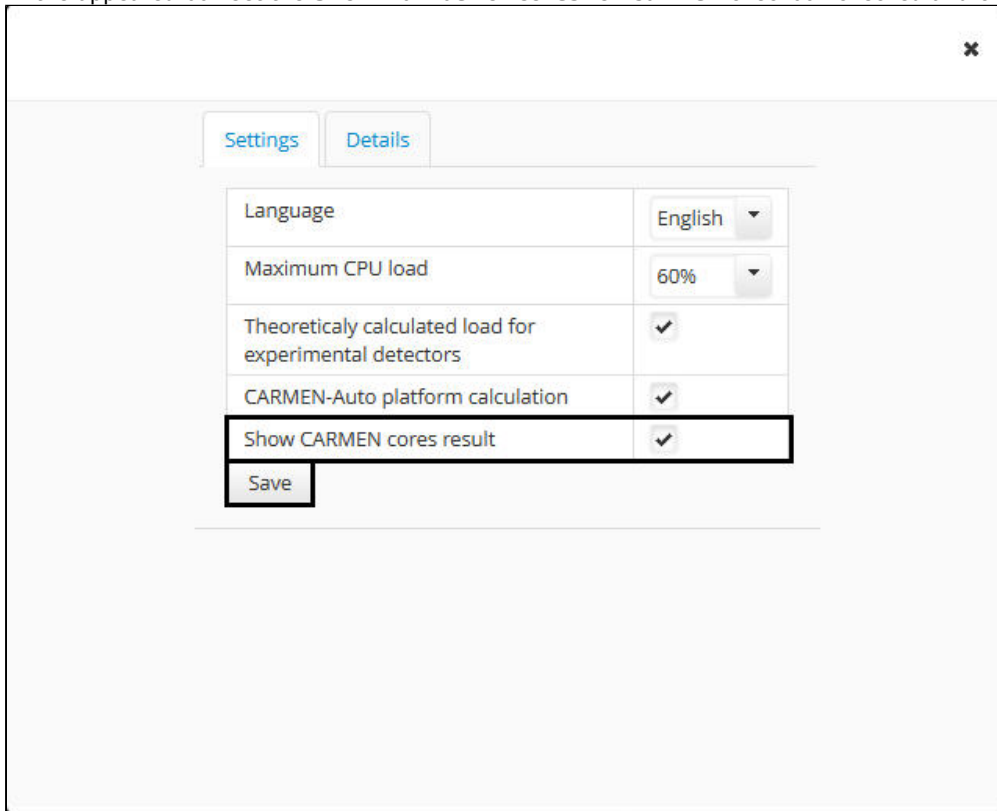 Settings
Details
Language
English
Maximum CPU load
60%
Theoreticaly calculated load for
experimental detectors
CARMEN-Auto platform calculation
Show CARMEN cores result
Save